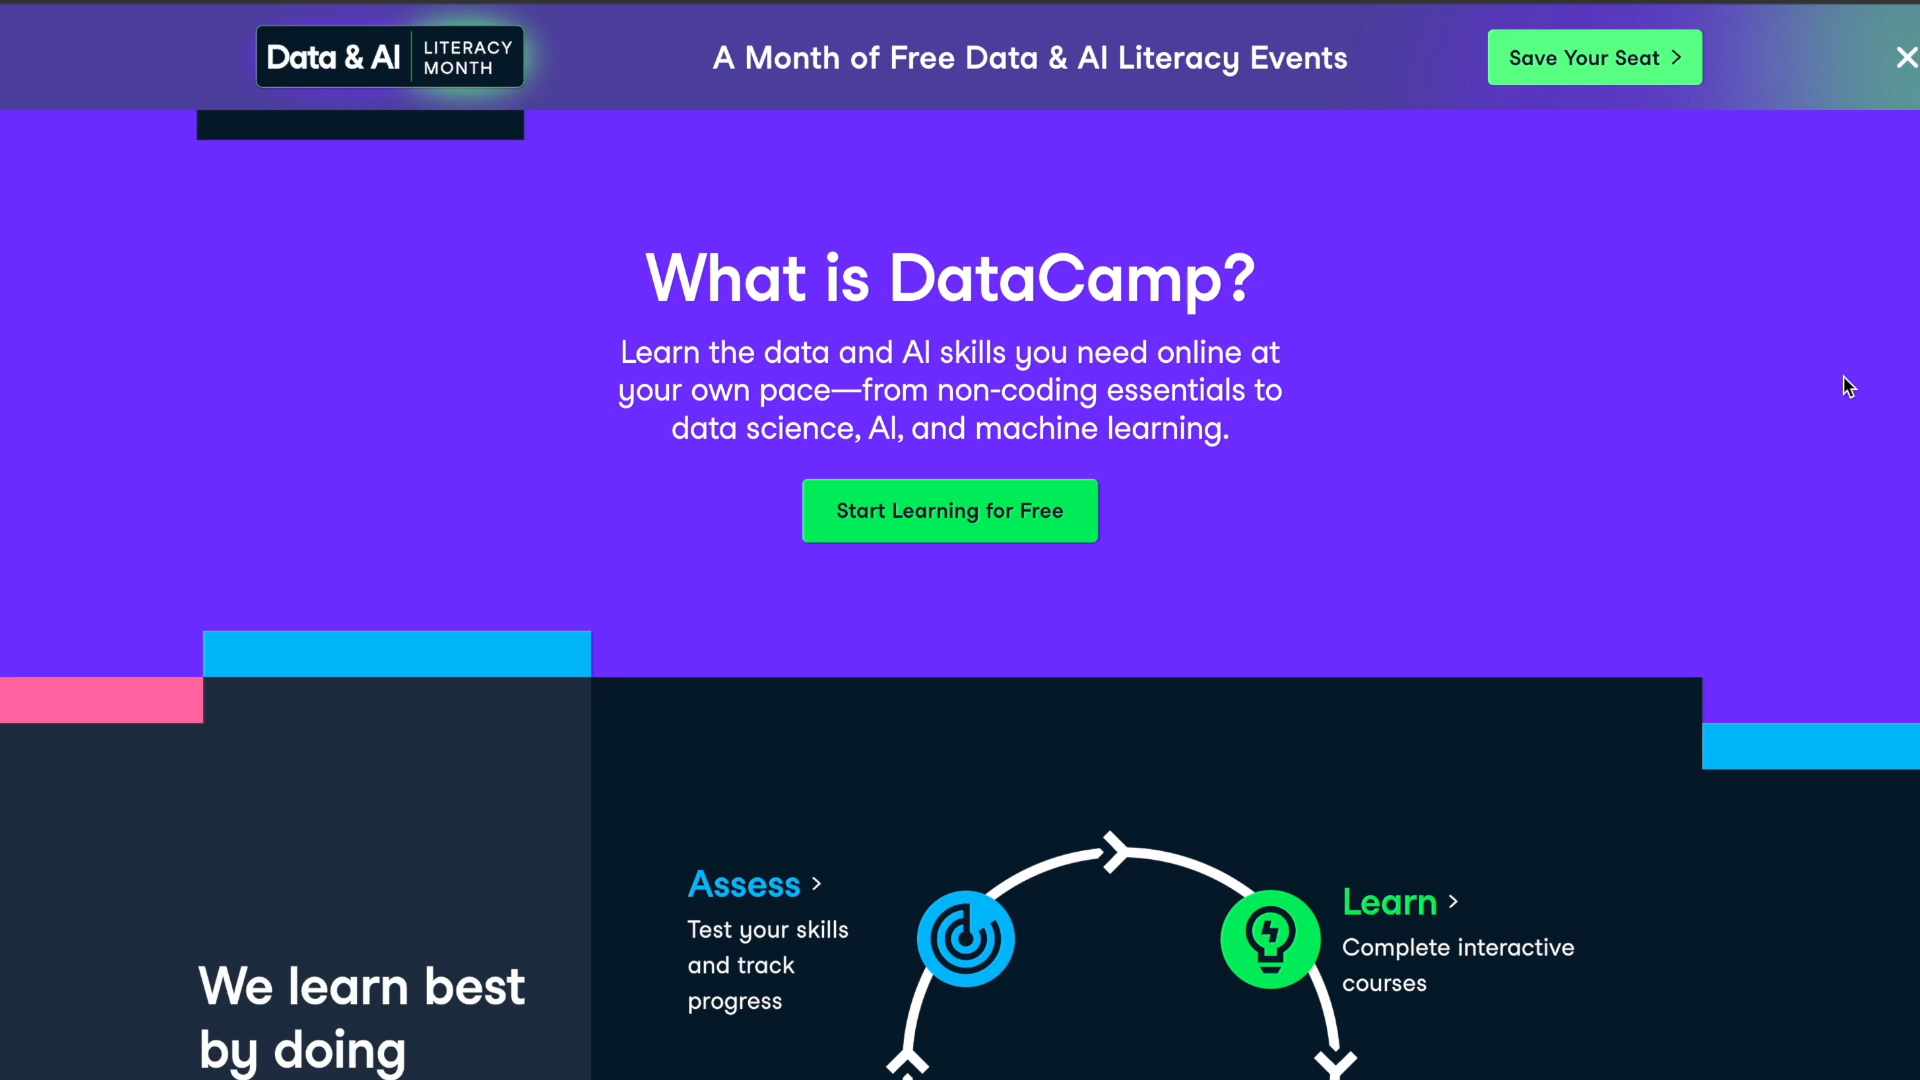 Data & AI LITERACY MONTH
A Month of Free Data & AI Literacy Events
Save Your Seat
What is DataCamp?
Learn the data and AI skills you need online at
your own pace—from non-coding essentials to
data science, AI, and machine learning.
Start Learning for Free
Assess
Test your skills
and track
progress
Learn
Complete interactive
courses
We learn best
by doing